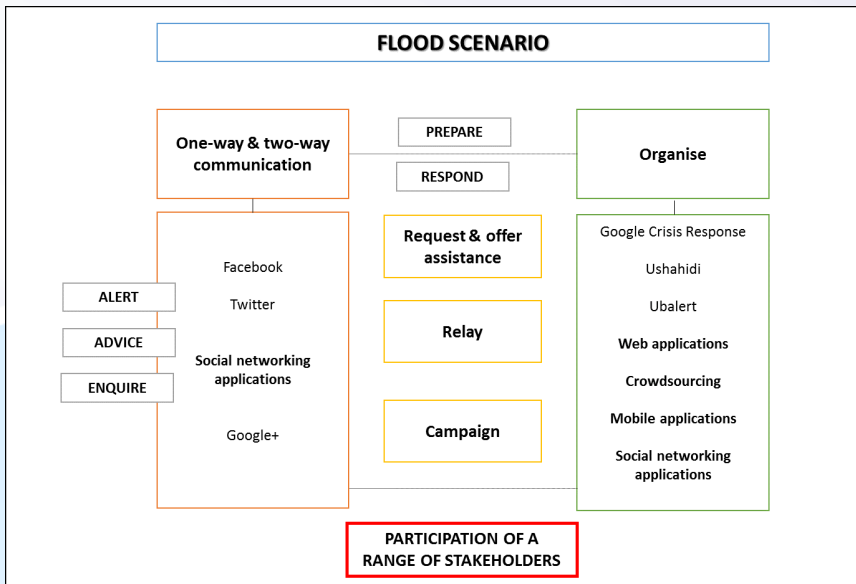 FLOOD SCENARIO
One-way & two-way
communication
PREPARE
RESPOND
Organise
ALERT
ADVICE
ENQUIRE
Facebook
Twitter
Social networking
applications
Google+
Request & offer
assistance
Relay
Campaign
Google Crisis Response
Ushahidi
Ubalert
Web applications
Crowdsourcing
Mobile applications
Social networking
applications
PARTICIPATION OF A
RANGE OF STAKEHOLDERS